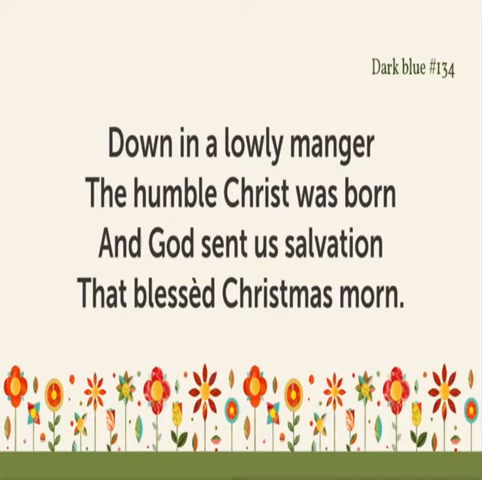 Dark blue #134
Down in a lowly manger
The humble Christ was born
And God sent us salvation
That blessèd Christmas morn.